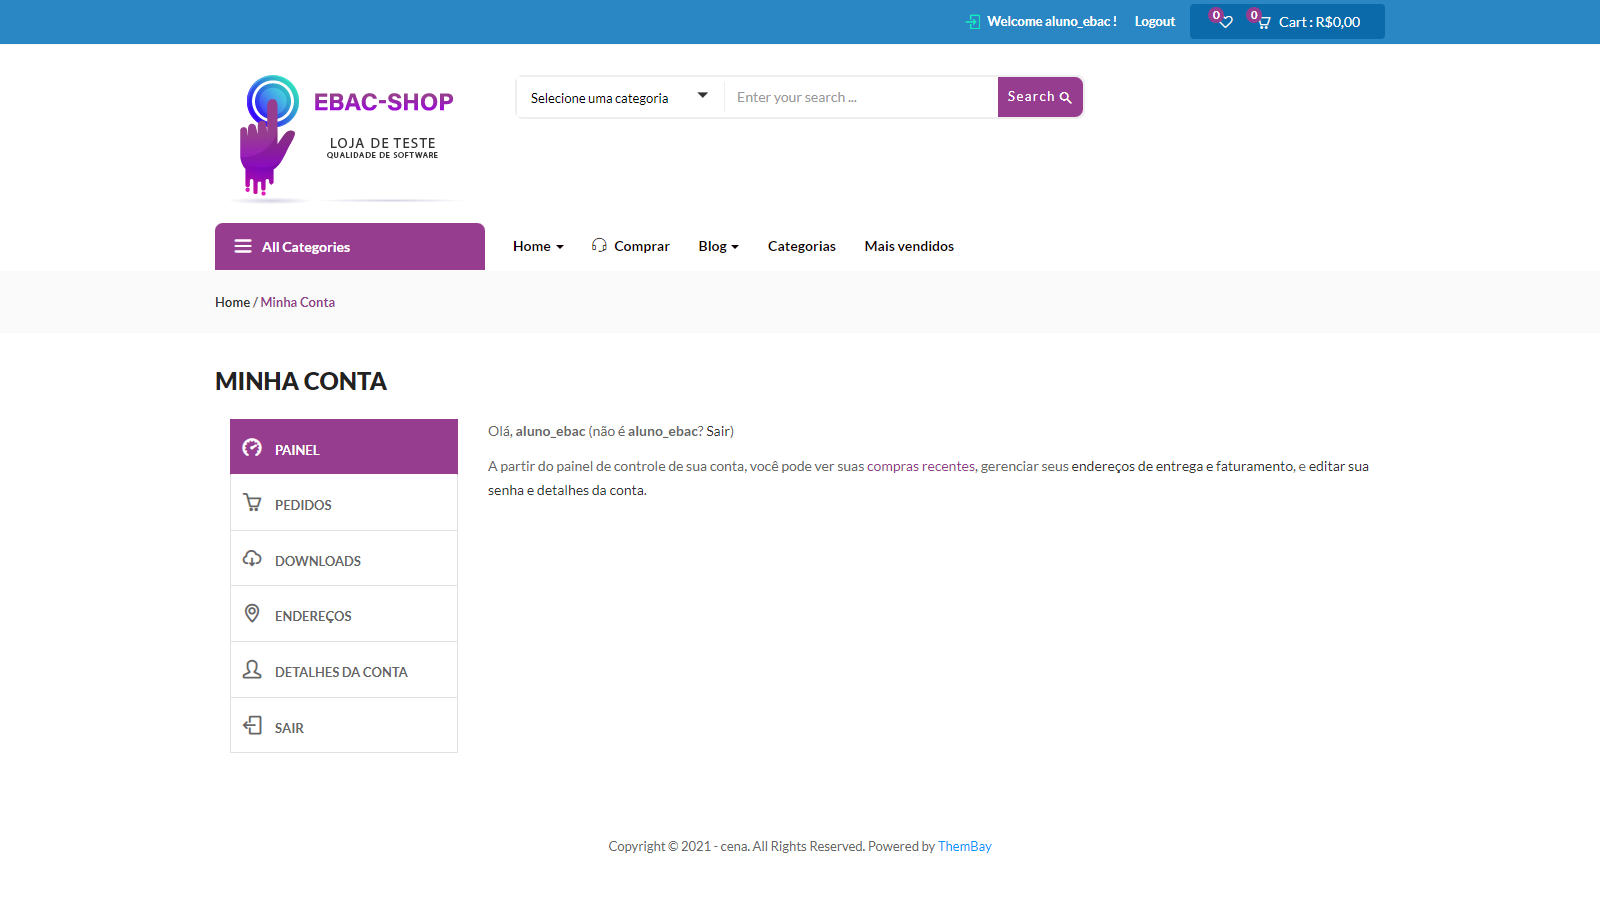 Welcome aluno_ebac ! Logout 0 0 Cart : R$0,00
EBAC-SHOP
LOJA DE TESTE
QUALIDADE DE SOFTWARE
Selecione uma categoria Enter your search ... Search
All Categories Home Comprar Blog Categorias Mais vendidos
Home / Minha Conta
MINHA CONTA
PAINEL
PEDIDOS
DOWNLOADS
ENDEREÇOS
DETALHES DA CONTA
SAIR
Olá, aluno_ebac (não é aluno_ebac? Sair)
A partir do painel de controle de sua conta, você pode ver suas compras recentes, gerenciar seus endereços de entrega e faturamento, e editar sua
senha e detalhes da conta.
Copyright © 2021 - cena. All Rights Reserved. Powered by ThemBay